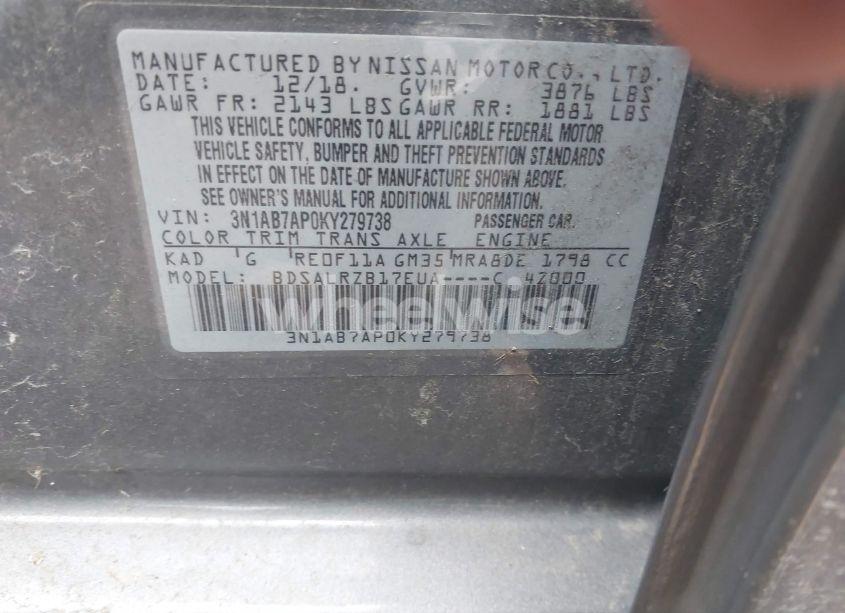 MANUFACTURED BY NISSAN MOTOR CO., LTD.
DATE: 12/18. GVWR: 3876 LBS
GAWR FR: 2143 LBS GAWR RR: 1881 LBS
THIS VEHICLE CONFORMS TO ALL APPLICABLE FEDERAL MOTOR
VEHICLE SAFETY, BUMPER AND THEFT PREVENTION STANDARDS
IN EFFECT ON THE DATE OF MANUFACTURE SHOWN ABOVE.
SEE OWNER'S MANUAL FOR ADDITIONAL INFORMATION.
VIN: 3N1AB7AP0KY279738 PASSENGER CAR.
COLOR TRIM TRANS AXLE ENGINE
KAD G RE0F11A GM35 MRA8DE 1798 CC
MODEL: BDSALRZB17EUA----C 42000
wheelwise
3N1AB7AP0KY279738